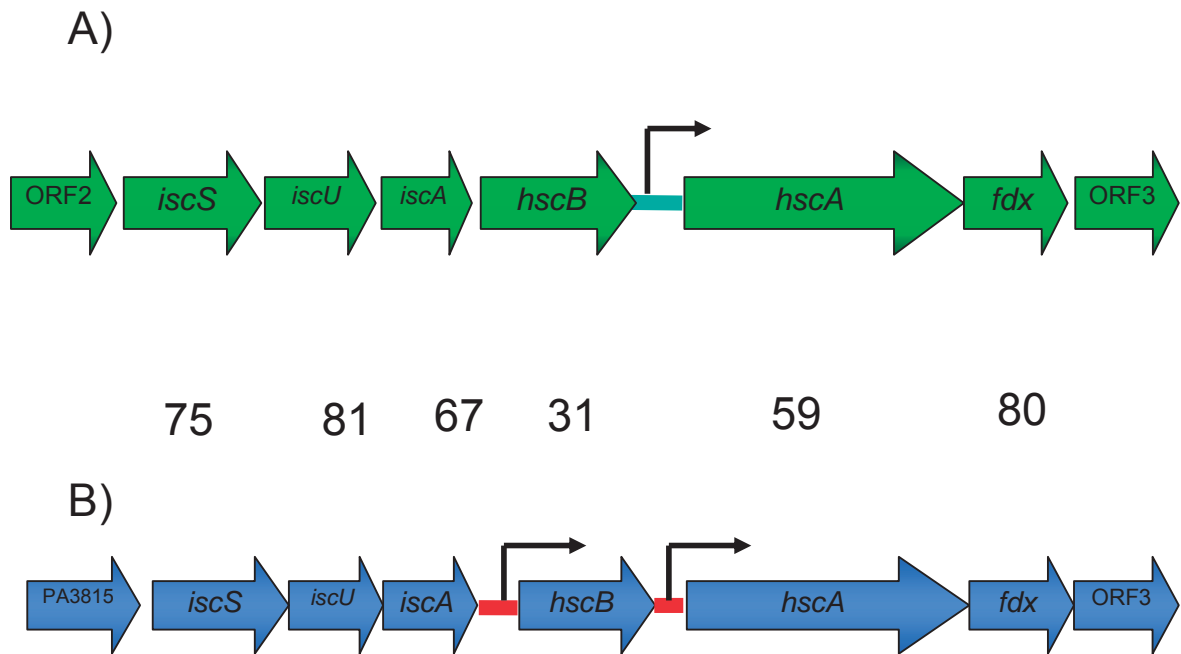 A)
ORF2 iscS iscU iscA hscB hscA fdx ORF3
75 81 67 31 59 80
B)
PA3815 iscS iscU iscA hscB hscA fdx ORF3